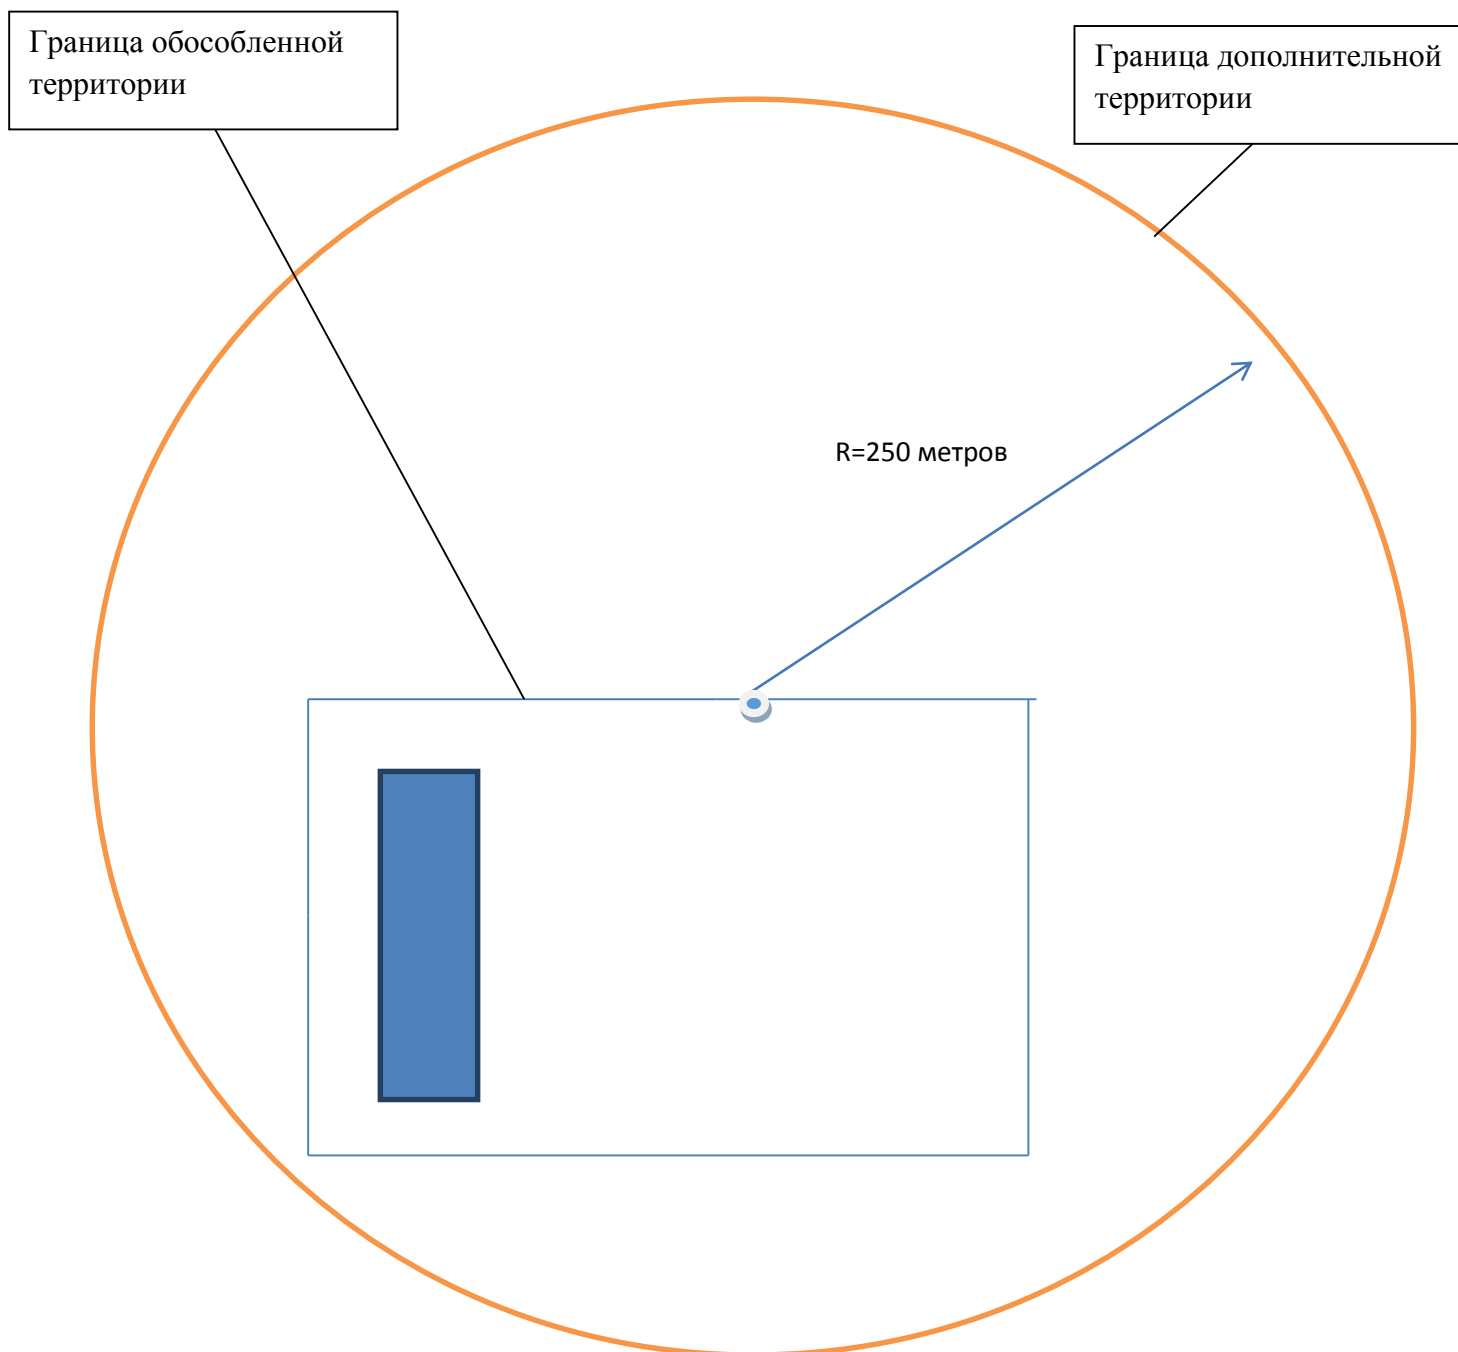 Граница обособленной
территории
Граница дополнительной
территории
R=250 метров